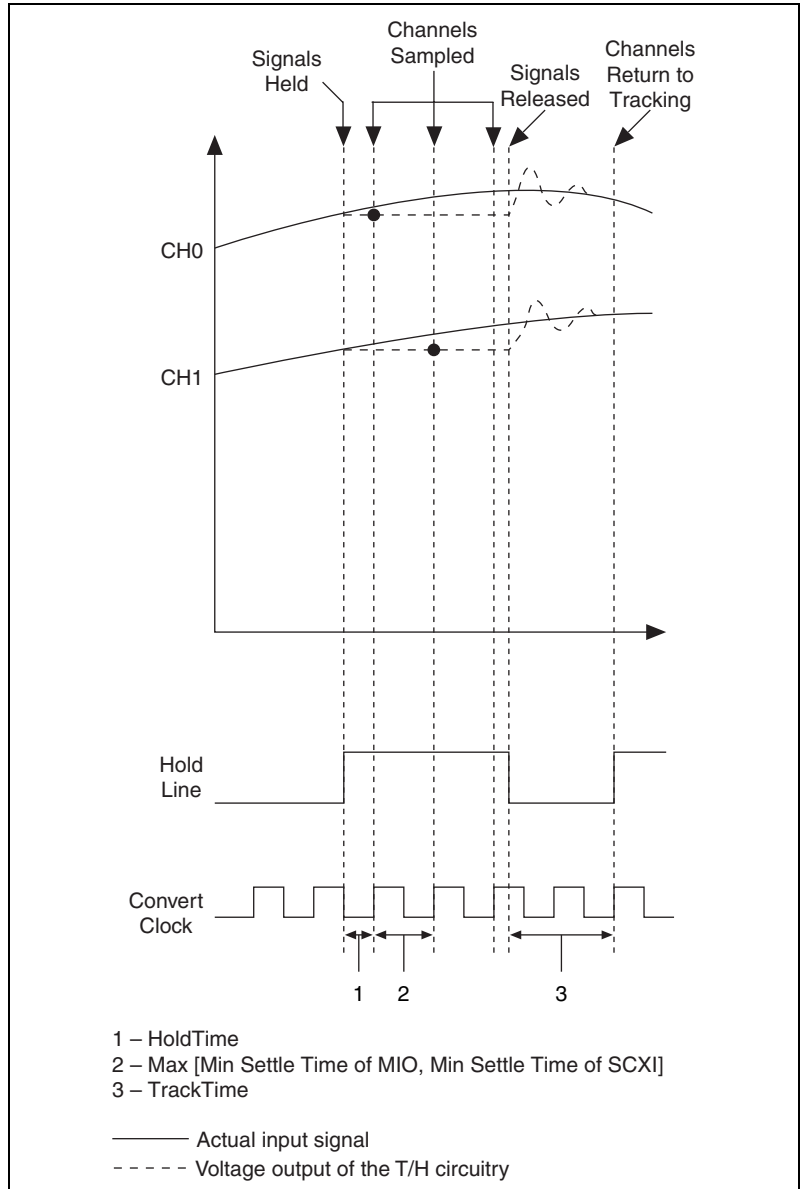 Channels
Sampled
Signals
Held
Signals
Released
Channels
Return to
Tracking
CH0
CH1
Hold
Line
Convert
Clock
1
2
3
1 – HoldTime
2 – Max [Min Settle Time of MIO, Min Settle Time of SCXI]
3 – TrackTime
Actual input signal
Voltage output of the T/H circuitry